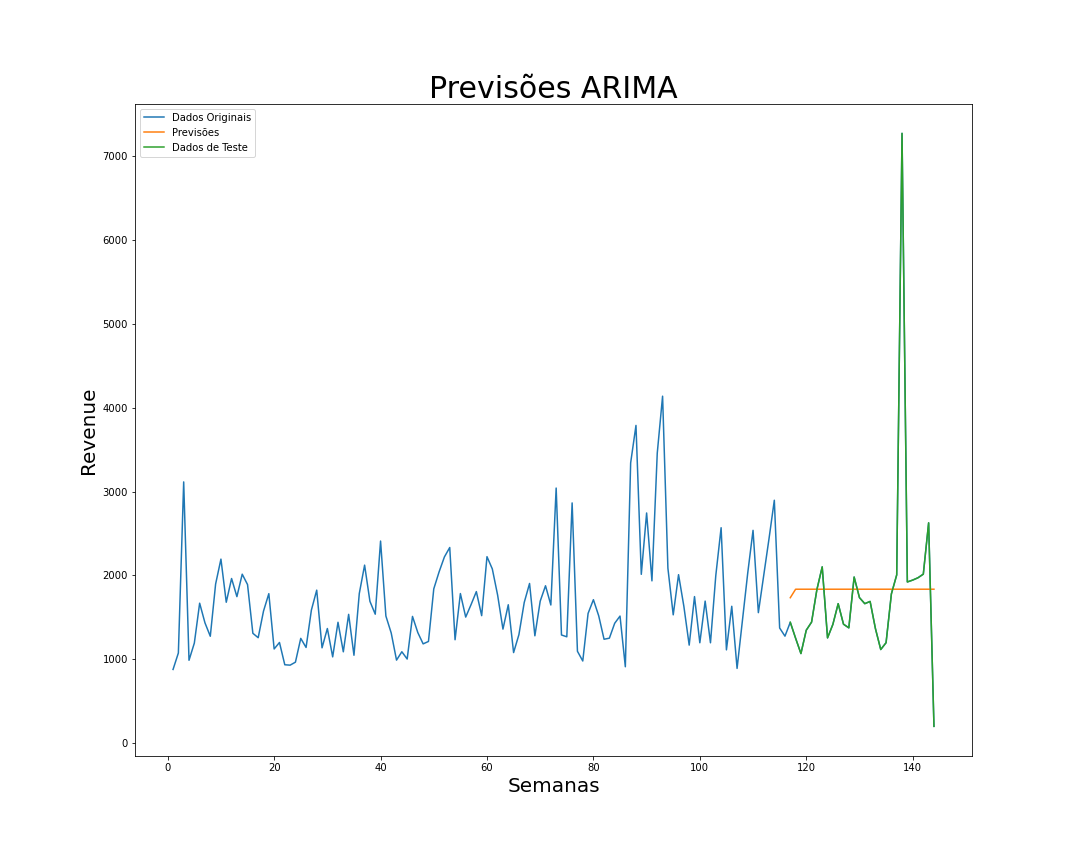 Previsões ARIMA
Dados Originais
Previsões
Dados de Teste
7000
6000
5000
4000
3000
2000
1000
0
Revenue
0 20 40 60 80 100 120 140
Semanas